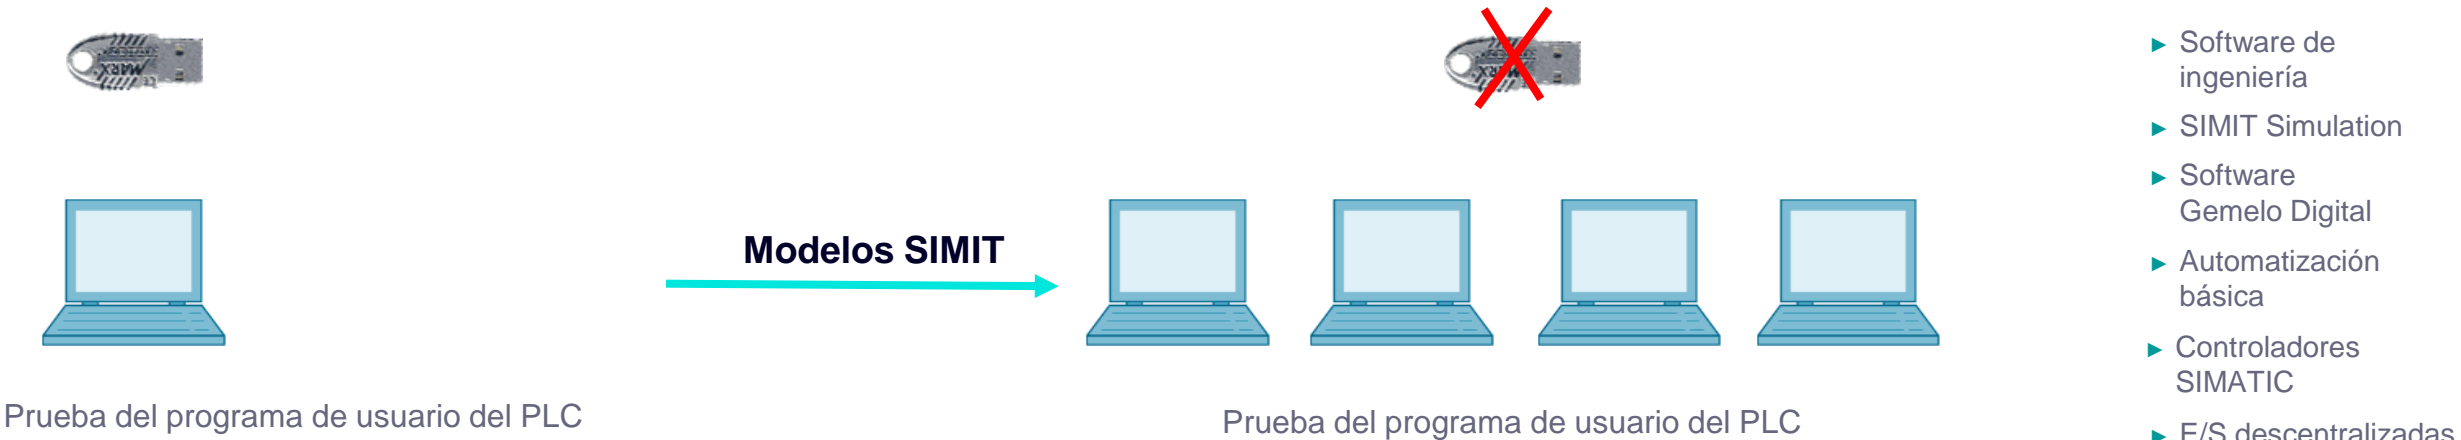 Modelos SIMIT
Prueba del programa de usuario del PLC
Prueba del programa de usuario del PLC
► Software de
ingeniería
► SIMIT Simulation
► Software
Gemelo Digital
► Automatización
básica
► Controladores
SIMATIC
► E/S descentralizadas